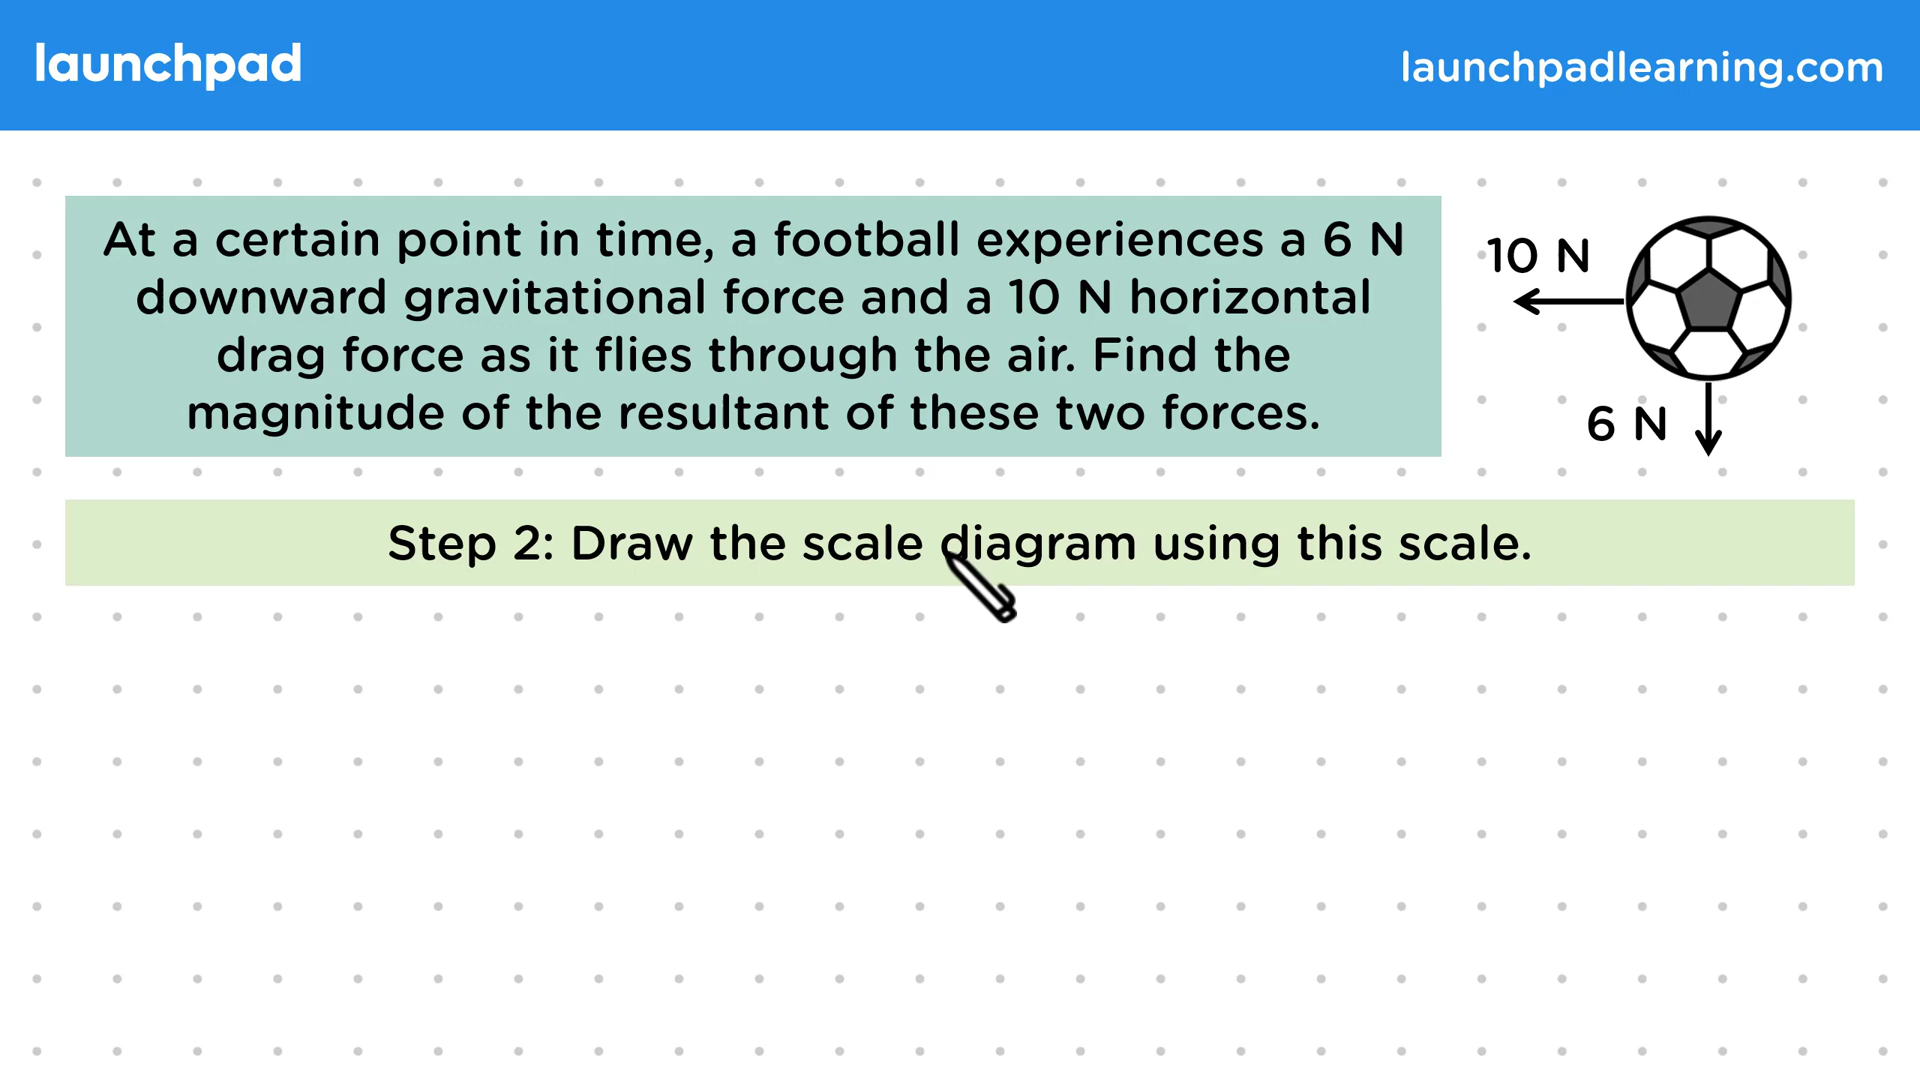 launchpad
launchpadlearning.com
At a certain point in time, a football experiences a 6 N
downward gravitational force and a 10 N horizontal
drag force as it flies through the air. Find the
magnitude of the resultant of these two forces.
10 N
6 N
Step 2: Draw the scale diagram using this scale.